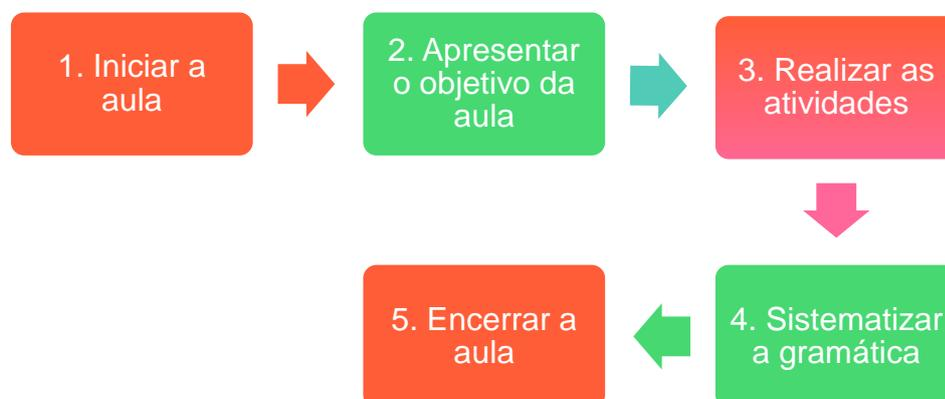 1. Iniciar a
aula
2. Apresentar
o objetivo da
aula
3. Realizar as
atividades
4. Sistematizar
a gramática
5. Encerrar a
aula